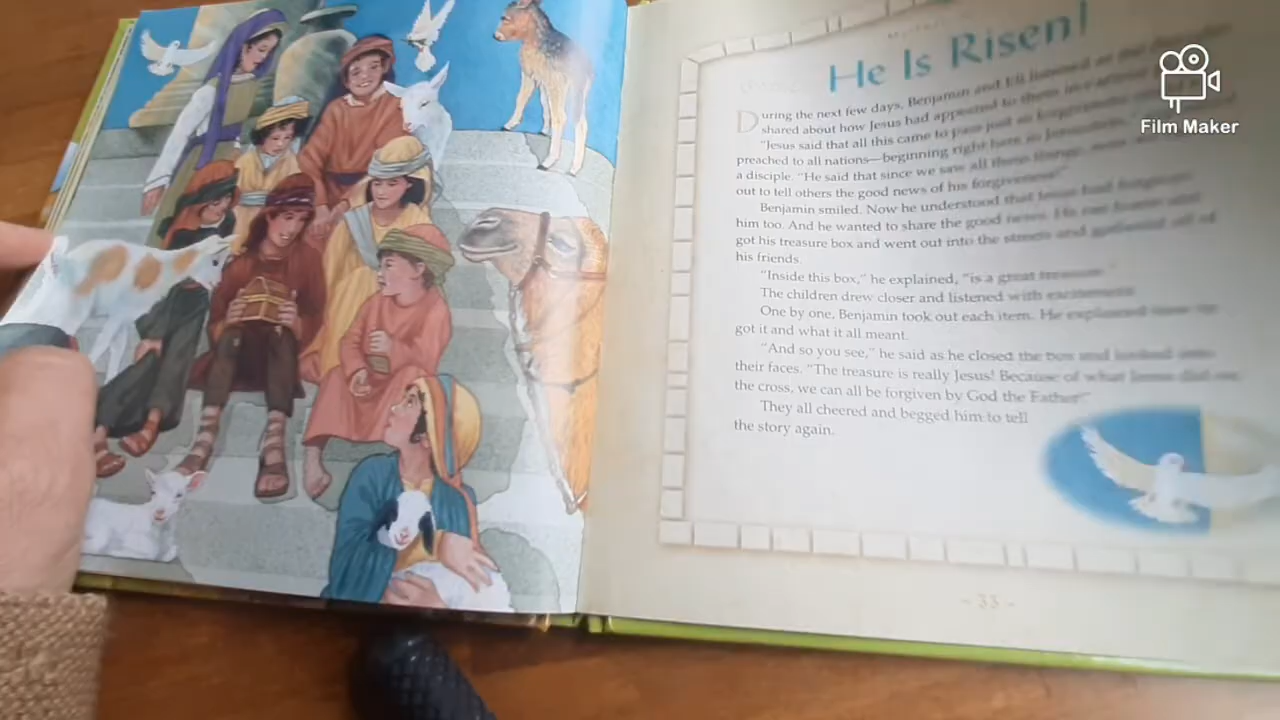 He Is Risen!
Film Maker
During the next few days, Benjamin and Eli listened as the
shared about how Jesus had appeared to them
"Jesus said that all this came to pass just as
preached to all nations—beginning right here in Jerusalem,"
a disciple. "He said that since we saw all these things,
out to tell others the good news of his forgiveness."
Benjamin smiled. Now he understood that Jesus had forgiven
him too. And he wanted to share the good news. He ran home and
got his treasure box and went out into the streets and gathered all of
his friends.
"Inside this box," he explained, "is a great treasure."
The children drew closer and listened with excitement.
One by one, Benjamin took out each item. He explained how he
got it and what it all meant.
"And so you see," he said as he closed the box and looked into
their faces. "The treasure is really Jesus! Because of what Jesus did on
the cross, we can all be forgiven by God the Father."
They all cheered and begged him to tell
the story again.
- 33 -